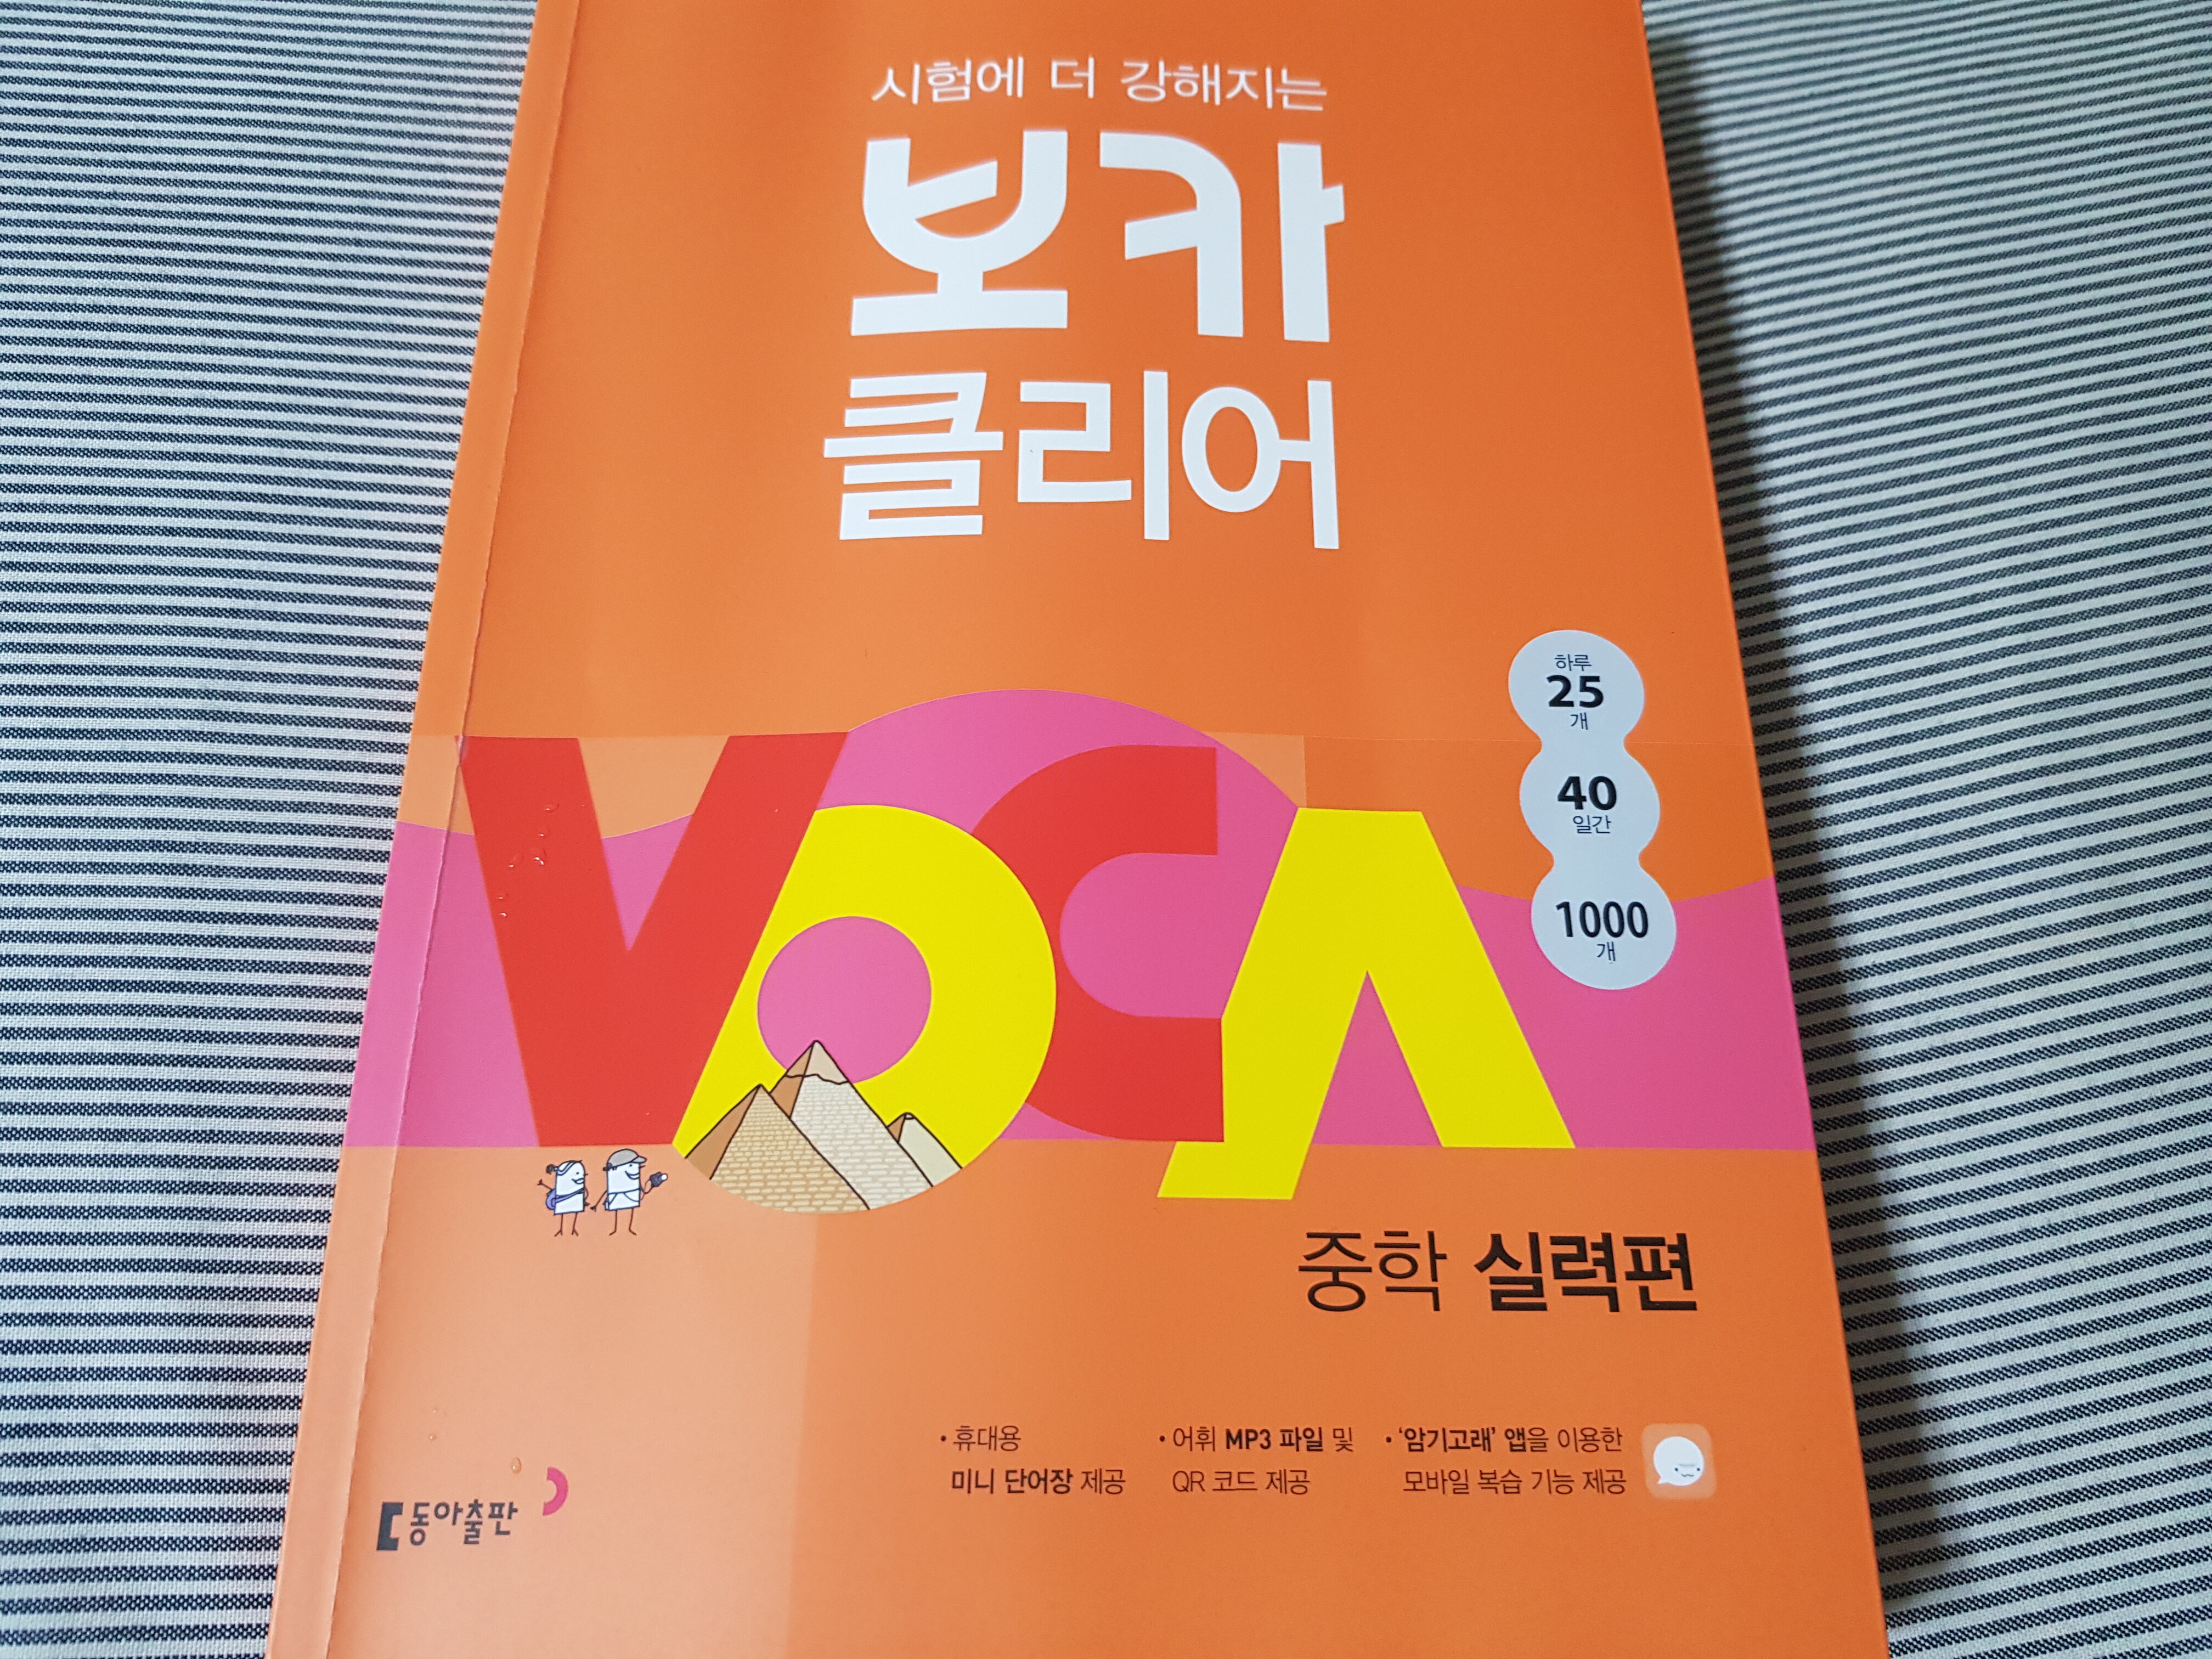 시험에 더 강해지는
보카
클리어
하루
25
개
40
일간
1000
개
VOCA
중학 실력편
• 휴대용
미니 단어장 제공
• 어휘 MP3 파일 및
QR 코드 제공
• '암기고래' 앱을 이용한
모바일 복습 기능 제공
동아출판